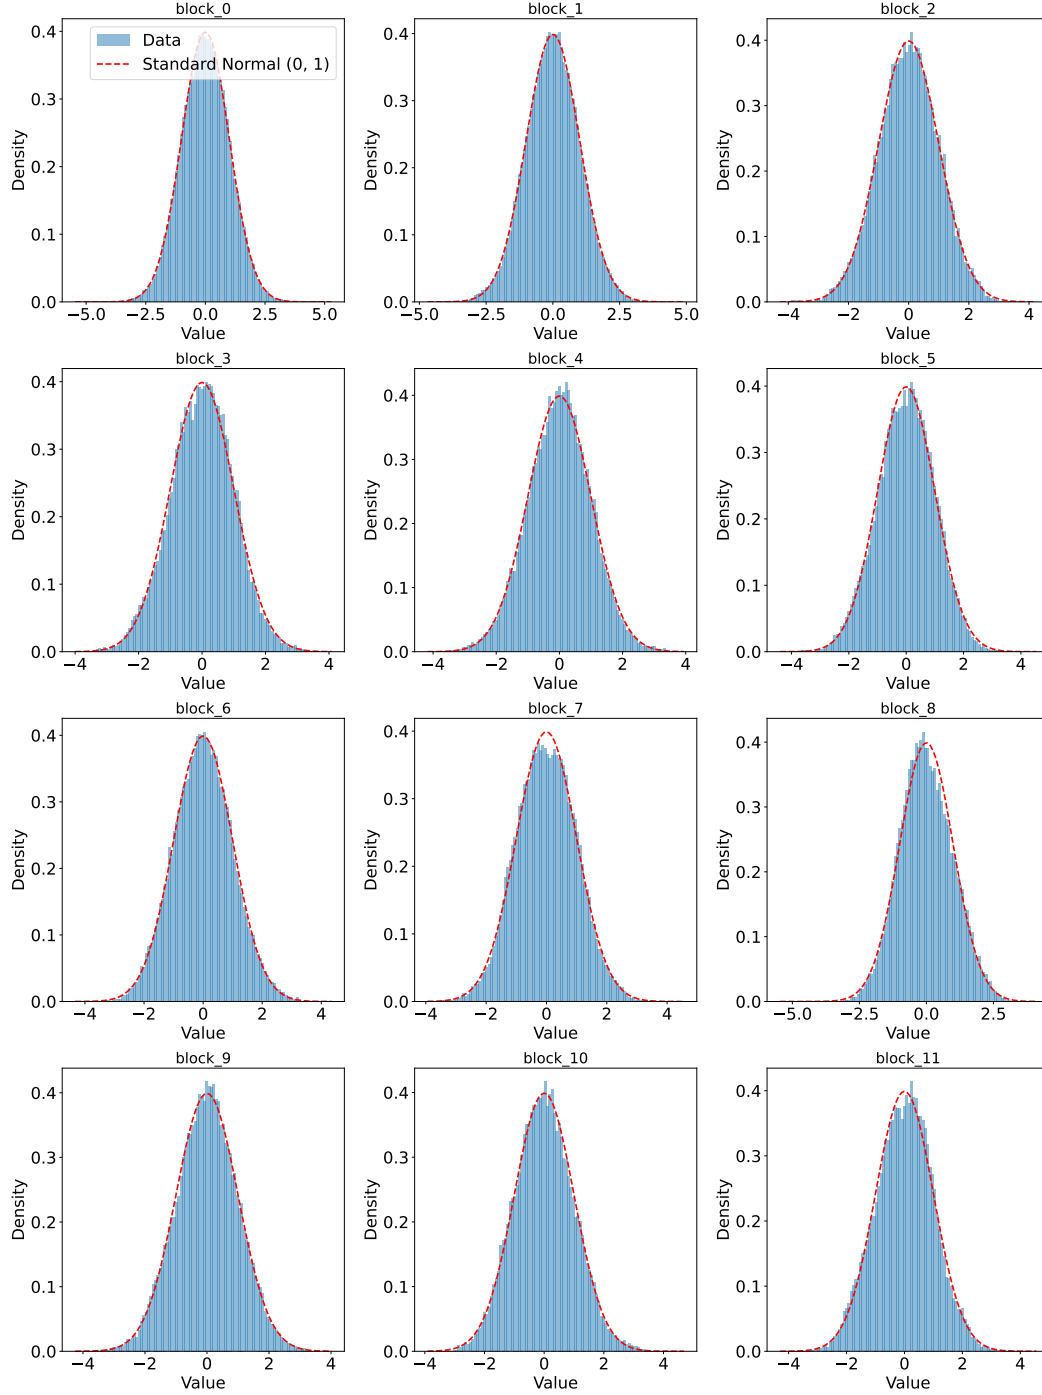 block_0
block_1
block_2
Data
Standard Normal (0, 1)
Density
0.4
0.3
0.2
0.1
0.0
−5.0 −2.5 0.0 2.5 5.0
Value
Density
0.4
0.3
0.2
0.1
0.0
−5.0 −2.5 0.0 2.5 5.0
Value
Density
0.4
0.3
0.2
0.1
0.0
−4 −2 0 2 4
Value
block_3
block_4
block_5
Density
0.4
0.3
0.2
0.1
0.0
−4 −2 0 2 4
Value
Density
0.4
0.3
0.2
0.1
0.0
−4 −2 0 2 4
Value
Density
0.4
0.3
0.2
0.1
0.0
−4 −2 0 2 4
Value
block_6
block_7
block_8
Density
0.4
0.3
0.2
0.1
0.0
−4 −2 0 2 4
Value
Density
0.4
0.3
0.2
0.1
0.0
−4 −2 0 2 4
Value
Density
0.4
0.3
0.2
0.1
0.0
−5.0 −2.5 0.0 2.5
Value
block_9
block_10
block_11
Density
0.4
0.3
0.2
0.1
0.0
−4 −2 0 2 4
Value
Density
0.4
0.3
0.2
0.1
0.0
−4 −2 0 2 4
Value
Density
0.4
0.3
0.2
0.1
0.0
−4 −2 0 2 4
Value